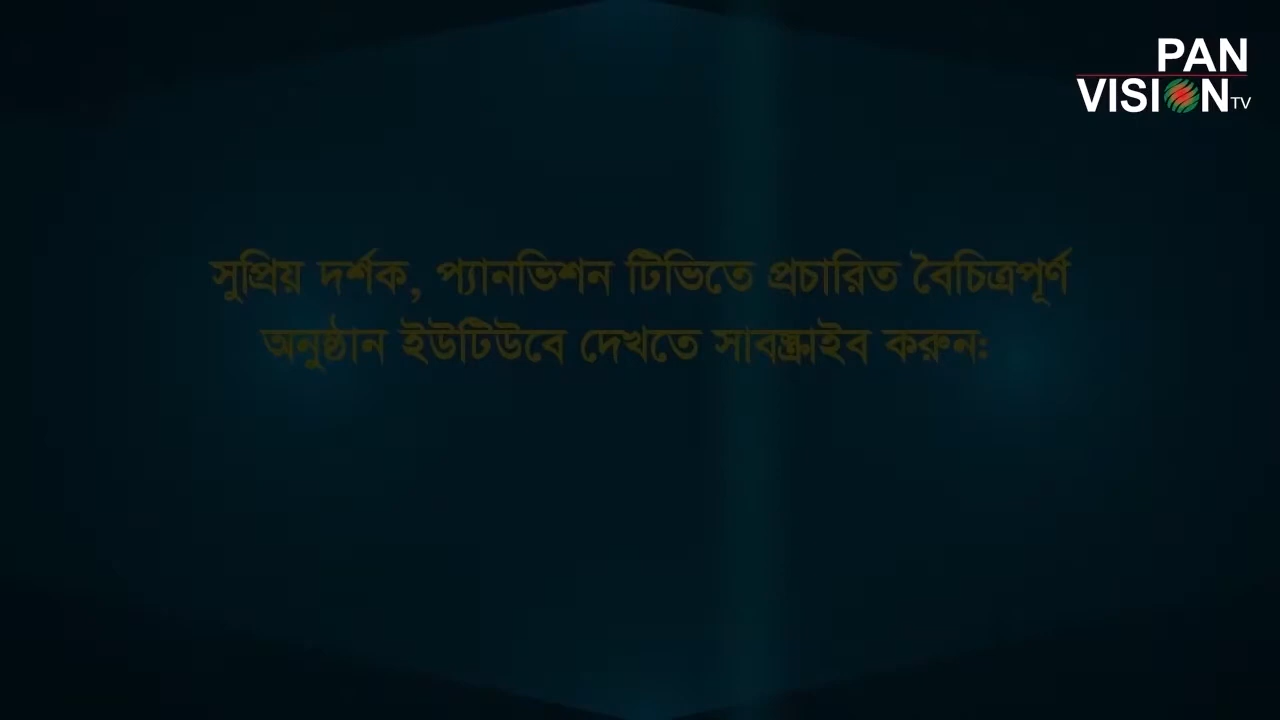 PAN
VISION TV
সুপ্রিয় দর্শক, প্যানভিশন টিভিতে প্রচারিত বৈচিত্রপূর্ণ
অনুষ্ঠান ইউটিউবে দেখতে সাবস্ক্রাইব করুন: